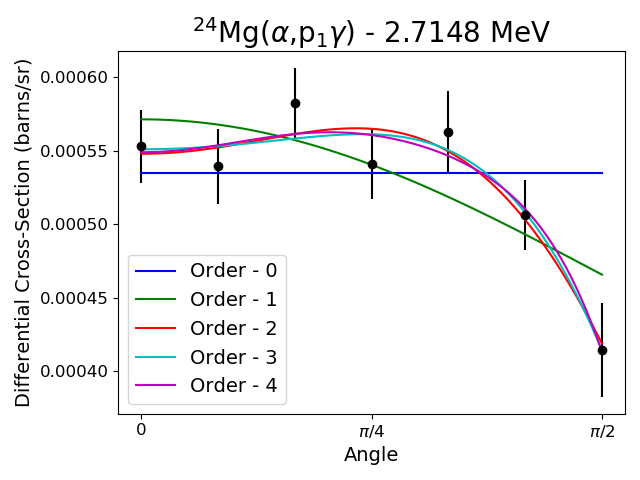 ²⁴Mg(α,p₁γ) - 2.7148 MeV
Differential Cross-Section (barns/sr)
0.00060
0.00055
0.00050
0.00045
0.00040
Order - 0
Order - 1
Order - 2
Order - 3
Order - 4
0
π/4
π/2
Angle